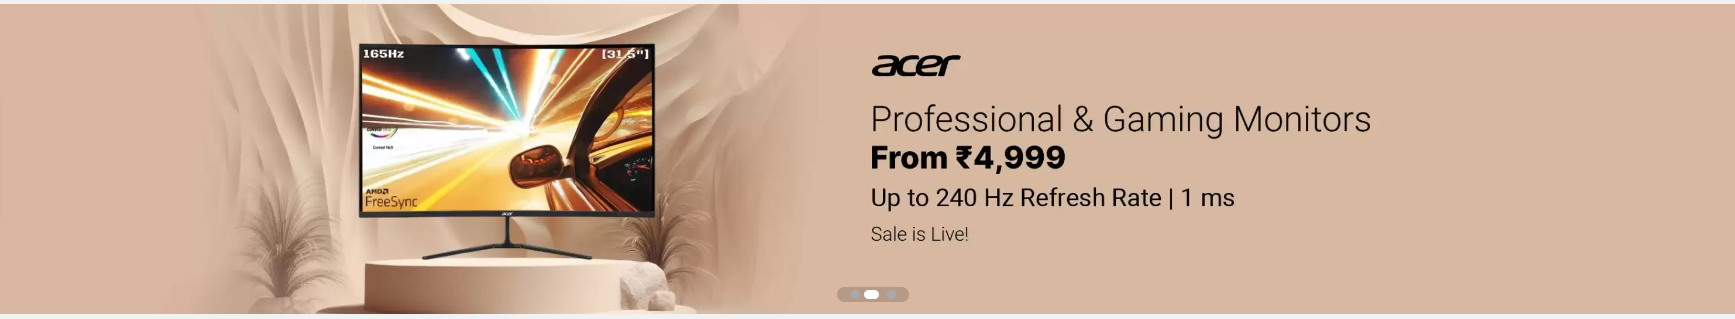 165Hz
[31.5"]
AMD
FreeSync
acer
acer
Professional & Gaming Monitors
From ₹4,999
Up to 240 Hz Refresh Rate | 1 ms
Sale is Live!